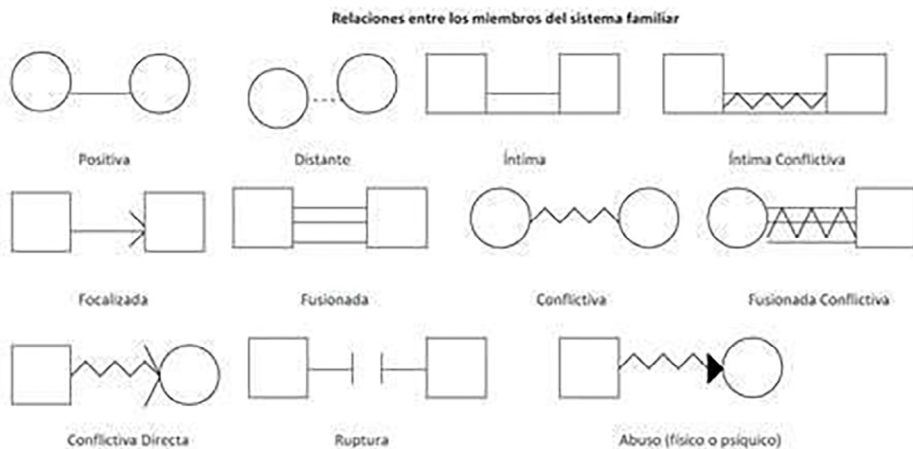 Relaciones entre los miembros del sistema familiar
Positiva
Distante
Íntima
Íntima Conflictiva
Focalizada
Fusionada
Conflictiva
Fusionada Conflictiva
Conflictiva Directa
Ruptura
Abuso (físico o psíquico)